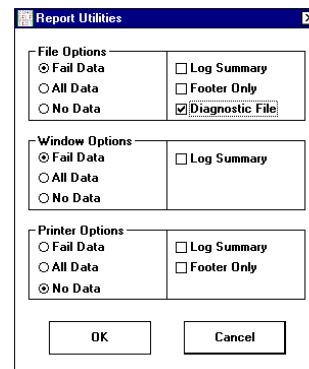 Report Utilities
File Options
Fail Data
Log Summary
All Data
Footer Only
No Data
Diagnostic File
Window Options
Fail Data
Log Summary
All Data
No Data
Printer Options
Fail Data
Log Summary
All Data
Footer Only
No Data
OK
Cancel